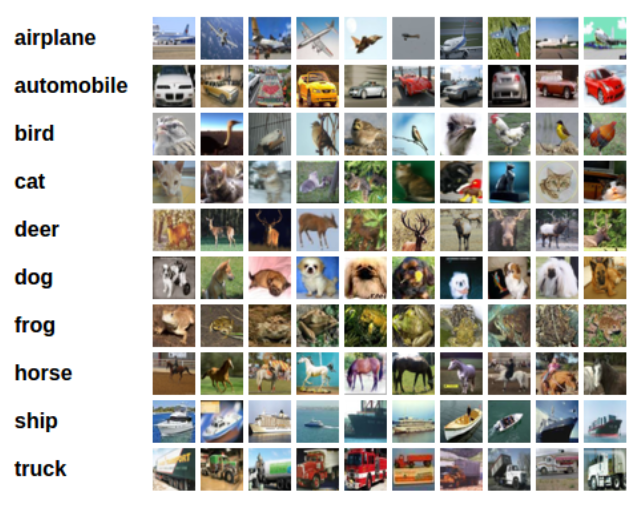 airplane
automobile
bird
cat
deer
dog
frog
horse
ship
truck